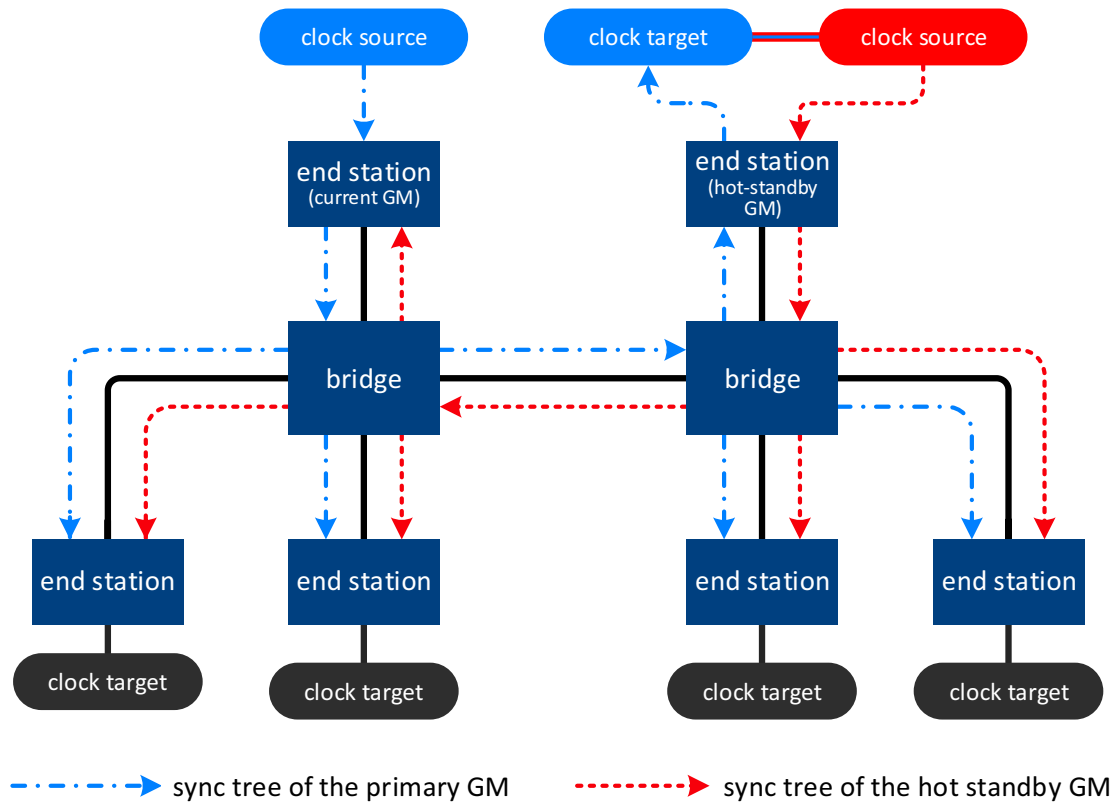 clock source
clock target
clock source
end station
(current GM)
end station
(hot-standby
GM)
bridge
bridge
end station
end station
end station
end station
clock target
clock target
clock target
clock target
sync tree of the primary GM
sync tree of the hot standby GM